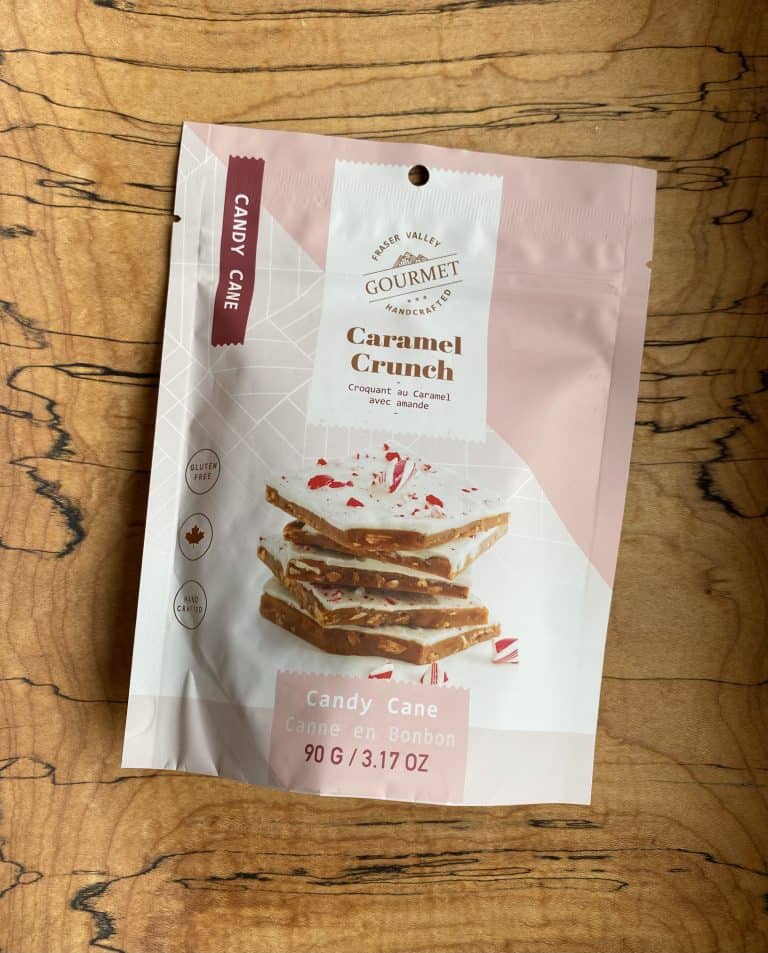 CANDY CANE
FRASER VALLEY
GOURMET
HANDCRAFTED
Caramel
Crunch
Croquant au Caramel
avec amande
GLUTEN
FREE
HAND
CRAFTED
Candy Cane
Canne en Bonbon
90 G / 3.17 OZ